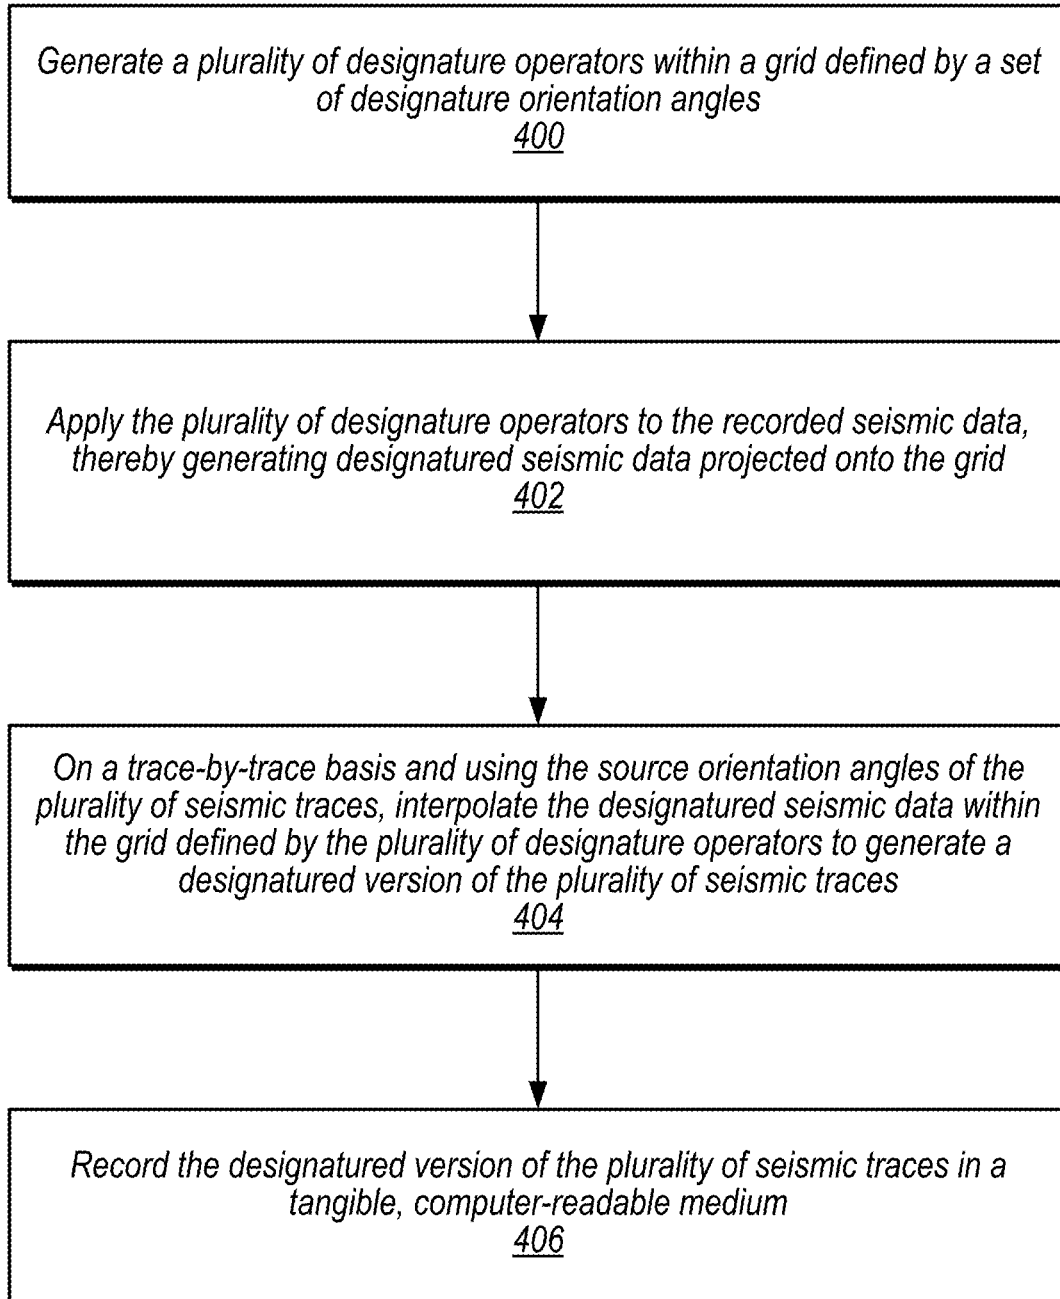 Generate a plurality of designature operators within a grid defined by a set
of designature orientation angles
400
Apply the plurality of designature operators to the recorded seismic data,
thereby generating designatured seismic data projected onto the grid
402
On a trace-by-trace basis and using the source orientation angles of the
plurality of seismic traces, interpolate the designatured seismic data within
the grid defined by the plurality of designature operators to generate a
designatured version of the plurality of seismic traces
404
Record the designatured version of the plurality of seismic traces in a
tangible, computer-readable medium
406